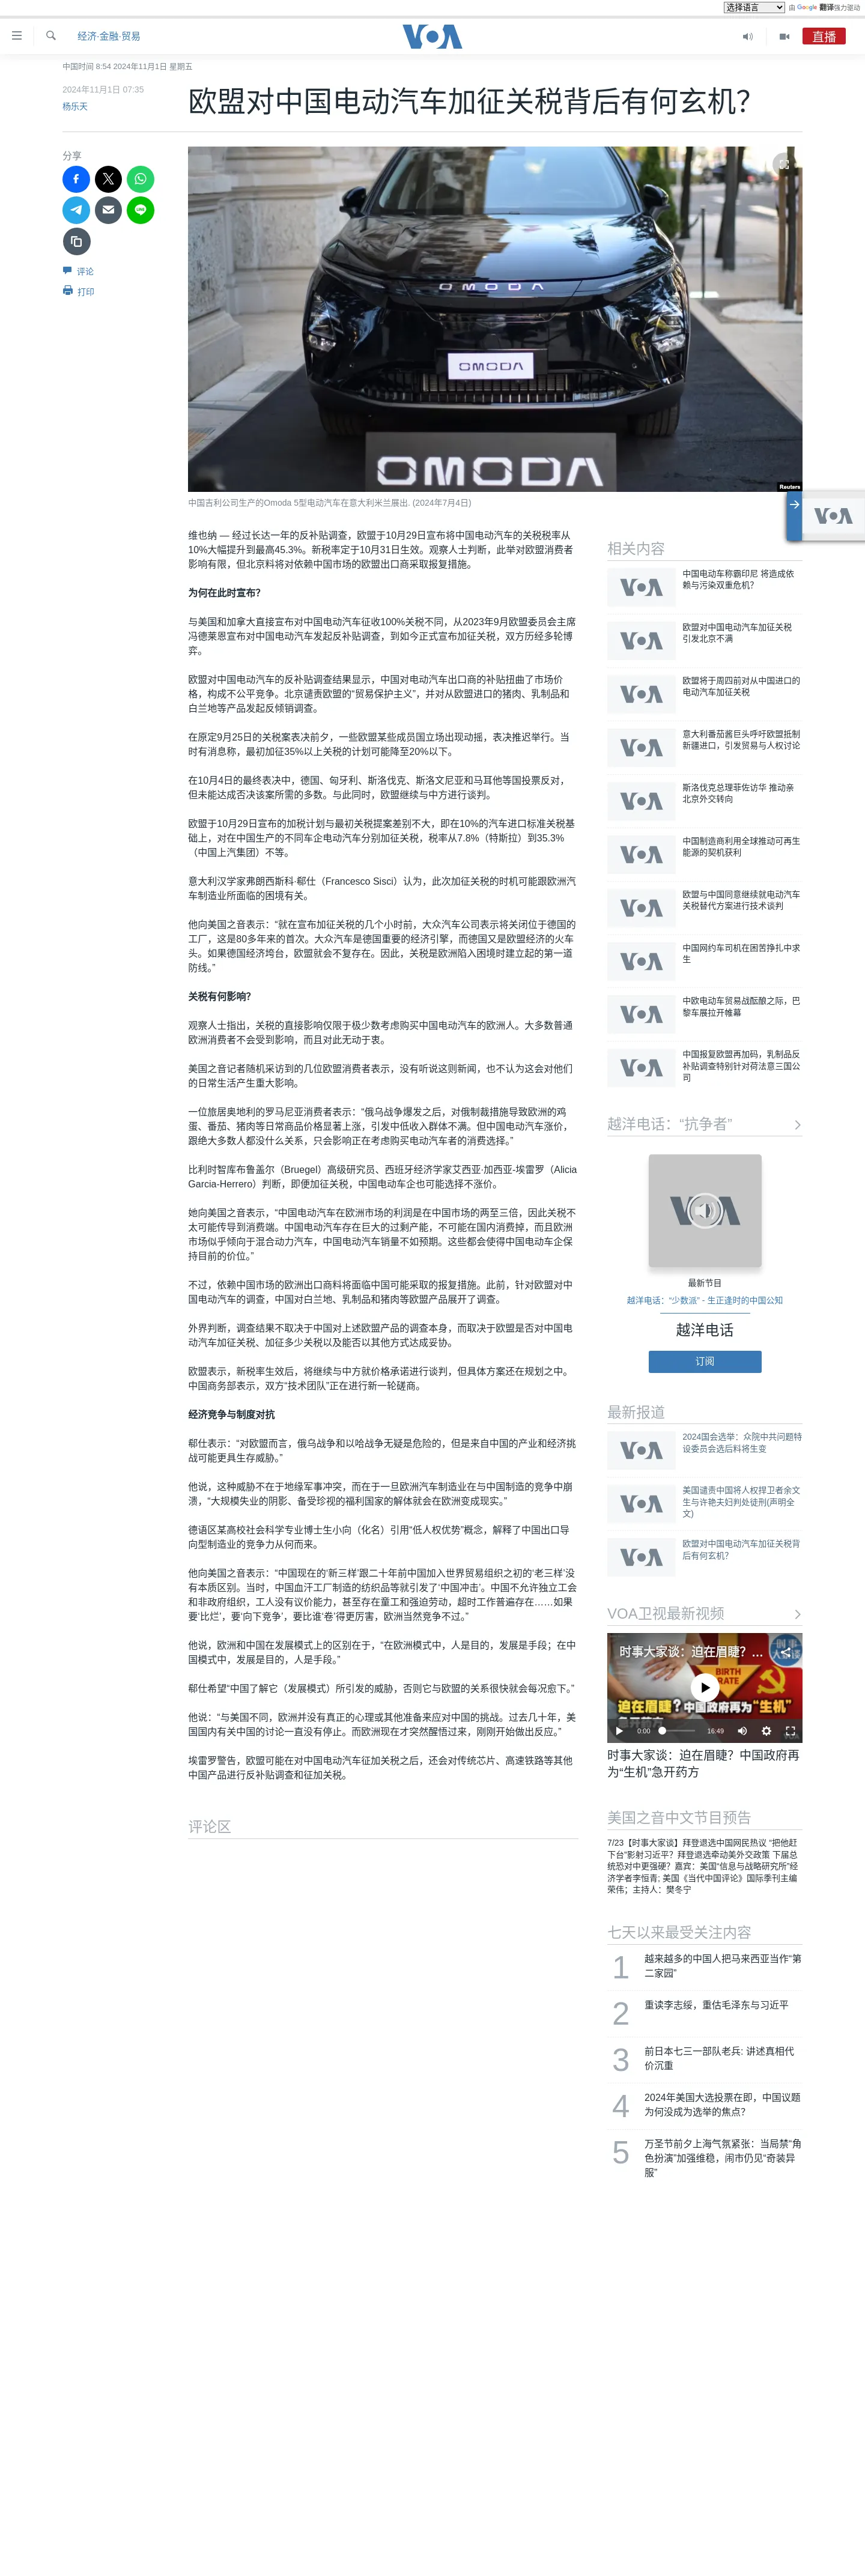 选择语言
由 Google 翻译强力驱动
经济·金融·贸易
VOA
直播
中国时间 8:54 2024年11月1日 星期五
2024年11月1日 07:35
杨乐天
欧盟对中国电动汽车加征关税背后有何玄机？
分享
评论
打印
OMODA
Reuters
中国吉利公司生产的Omoda 5型电动汽车在意大利米兰展出. (2024年7月4日)
维也纳 — 经过长达一年的反补贴调查，欧盟于10月29日宣布将中国电动汽车的关税税率从
10%大幅提升到最高45.3%。新税率定于10月31日生效。观察人士判断，此举对欧盟消费者
影响有限，但北京料将对依赖中国市场的欧盟出口商采取报复措施。
为何在此时宣布？
与美国和加拿大直接宣布对中国电动汽车征收100%关税不同，从2023年9月欧盟委员会主席
冯德莱恩宣布对中国电动汽车发起反补贴调查，到如今正式宣布加征关税，双方历经多轮博
弈。
欧盟对中国电动汽车的反补贴调查结果显示，中国对电动汽车出口商的补贴扭曲了市场价
格，构成不公平竞争。北京谴责欧盟的“贸易保护主义”，并对从欧盟进口的猪肉、乳制品和
白兰地等产品发起反倾销调查。
在原定9月25日的关税案表决前夕，一些欧盟某些成员国立场出现动摇，表决推迟举行。当
时有消息称，最初加征35%以上关税的计划可能降至20%以下。
在10月4日的最终表决中，德国、匈牙利、斯洛伐克、斯洛文尼亚和马耳他等国投票反对，
但未能达成否决该案所需的多数。与此同时，欧盟继续与中方进行谈判。
欧盟于10月29日宣布的加税计划与最初关税提案差别不大，即在10%的汽车进口标准关税基
础上，对在中国生产的不同车企电动汽车分别加征关税，税率从7.8%（特斯拉）到35.3%
（中国上汽集团）不等。
意大利汉学家弗朗西斯科·郗仕（Francesco Sisci）认为，此次加征关税的时机可能跟欧洲汽
车制造业所面临的困境有关。
他向美国之音表示：“就在宣布加征关税的几个小时前，大众汽车公司表示将关闭位于德国的
工厂，这是80多年来的首次。大众汽车是德国重要的经济引擎，而德国又是欧盟经济的火车
头。如果德国经济垮台，欧盟就会不复存在。因此，关税是欧洲陷入困境时建立起的第一道
防线。”
关税有何影响？
观察人士指出，关税的直接影响仅限于极少数考虑购买中国电动汽车的欧洲人。大多数普通
欧洲消费者不会受到影响，而且对此无动于衷。
美国之音记者随机采访到的几位欧盟消费者表示，没有听说这则新闻，也不认为这会对他们
的日常生活产生重大影响。
一位旅居奥地利的罗马尼亚消费者表示：“俄乌战争爆发之后，对俄制裁措施导致欧洲的鸡
蛋、番茄、猪肉等日常商品价格显著上涨，引发中低收入群体不满。但中国电动汽车涨价，
跟绝大多数人都没什么关系，只会影响正在考虑购买电动汽车者的消费选择。”
比利时智库布鲁盖尔（Bruegel）高级研究员、西班牙经济学家艾西亚·加西亚-埃雷罗（Alicia
Garcia-Herrero）判断，即便加征关税，中国电动车企也可能选择不涨价。
她向美国之音表示，“中国电动汽车在欧洲市场的利润是在中国市场的两至三倍，因此关税不
太可能传导到消费端。中国电动汽车存在巨大的过剩产能，不可能在国内消费掉，而且欧洲
市场似乎倾向于混合动力汽车，中国电动汽车销量不如预期。这些都会使得中国电动车企保
持目前的价位。”
不过，依赖中国市场的欧洲出口商料将面临中国可能采取的报复措施。此前，针对欧盟对中
国电动汽车的调查，中国对白兰地、乳制品和猪肉等欧盟产品展开了调查。
外界判断，调查结果不取决于中国对上述欧盟产品的调查本身，而取决于欧盟是否对中国电
动汽车加征关税、加征多少关税以及能否以其他方式达成妥协。
欧盟表示，新税率生效后，将继续与中方就价格承诺进行谈判，但具体方案还在规划之中。
中国商务部表示，双方“技术团队”正在进行新一轮磋商。
经济竞争与制度对抗
郗仕表示：“对欧盟而言，俄乌战争和以哈战争无疑是危险的，但是来自中国的产业和经济挑
战可能更具生存威胁。”
他说，这种威胁不在于地缘军事冲突，而在于一旦欧洲汽车制造业在与中国制造的竞争中崩
溃，“大规模失业的阴影、备受珍视的福利国家的解体就会在欧洲变成现实。”
德语区某高校社会科学专业博士生小向（化名）引用“低人权优势”概念，解释了中国出口导
向型制造业的竞争力从何而来。
他向美国之音表示：“中国现在的‘新三样’跟二十年前中国加入世界贸易组织之初的‘老三样’没
有本质区别。当时，中国血汗工厂制造的纺织品等就引发了‘中国冲击’。中国不允许独立工会
和非政府组织，工人没有议价能力，甚至存在童工和强迫劳动，超时工作普遍存在……如果
要‘比烂’，要‘向下竞争’，要比谁‘卷’得更厉害，欧洲当然竞争不过。”
他说，欧洲和中国在发展模式上的区别在于，“在欧洲模式中，人是目的，发展是手段；在中
国模式中，发展是目的，人是手段。”
郗仕希望“中国了解它（发展模式）所引发的威胁，否则它与欧盟的关系很快就会每况愈下。”
他说：“与美国不同，欧洲并没有真正的心理或其他准备来应对中国的挑战。过去几十年，美
国国内有关中国的讨论一直没有停止。而欧洲现在才突然醒悟过来，刚刚开始做出反应。”
埃雷罗警告，欧盟可能在对中国电动汽车征加关税之后，还会对传统芯片、高速铁路等其他
中国产品进行反补贴调查和征加关税。
评论区
相关内容
中国电动车称霸印尼 将造成依
赖与污染双重危机？
欧盟对中国电动汽车加征关税
引发北京不满
欧盟将于周四前对从中国进口的
电动汽车加征关税
意大利番茄酱巨头呼吁欧盟抵制
新疆进口，引发贸易与人权讨论
斯洛伐克总理菲佐访华 推动亲
北京外交转向
中国制造商利用全球推动可再生
能源的契机获利
欧盟与中国同意继续就电动汽车
关税替代方案进行技术谈判
中国网约车司机在困苦挣扎中求
生
中欧电动车贸易战酝酿之际，巴
黎车展拉开帷幕
中国报复欧盟再加码，乳制品反
补贴调查特别针对荷法意三国公
司
越洋电话：“抗争者”
最新节目
越洋电话：“少数派” - 生正逢时的中国公知
越洋电话
订阅
最新报道
2024国会选举：众院中共问题特
设委员会选后料将生变
美国谴责中国将人权捍卫者余文
生与许艳夫妇判处徒刑(声明全
文)
欧盟对中国电动汽车加征关税背
后有何玄机？
VOA卫视最新视频
时事大家谈：迫在眉睫？...
BIRTH RATE
迫在眉睫？中国政府再为“生机”
急开药方
0:00
16:49
时事大家谈：迫在眉睫？中国政府再
为“生机”急开药方
美国之音中文节目预告
7/23【时事大家谈】拜登退选中国网民热议 “把他赶
下台”影射习近平？拜登退选牵动美外交政策 下届总
统恐对中更强硬？嘉宾：美国“信息与战略研究所”经
济学者李恒青; 美国《当代中国评论》国际季刊主编
荣伟；主持人：樊冬宁
七天以来最受关注内容
1 越来越多的中国人把马来西亚当作“第
二家园”
2 重读李志绥，重估毛泽东与习近平
3 前日本七三一部队老兵: 讲述真相代
价沉重
4 2024年美国大选投票在即，中国议题
为何没成为选举的焦点？
5 万圣节前夕上海气氛紧张：当局禁“角
色扮演”加强维稳，闹市仍见“奇装异
服”